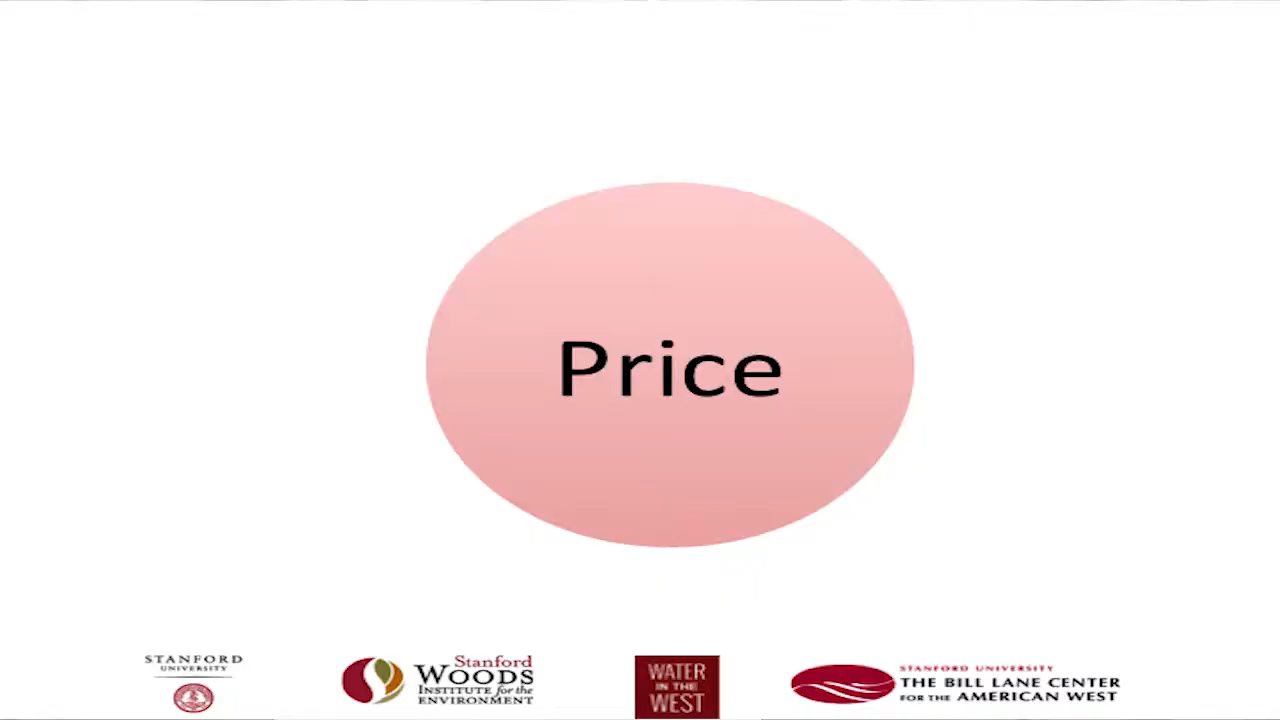 Price
STANFORD
UNIVERSITY
Stanford
WOODS
INSTITUTE for the
ENVIRONMENT
WATER
IN THE
WEST
STANFORD UNIVERSITY
THE BILL LANE CENTER
FOR THE AMERICAN WEST